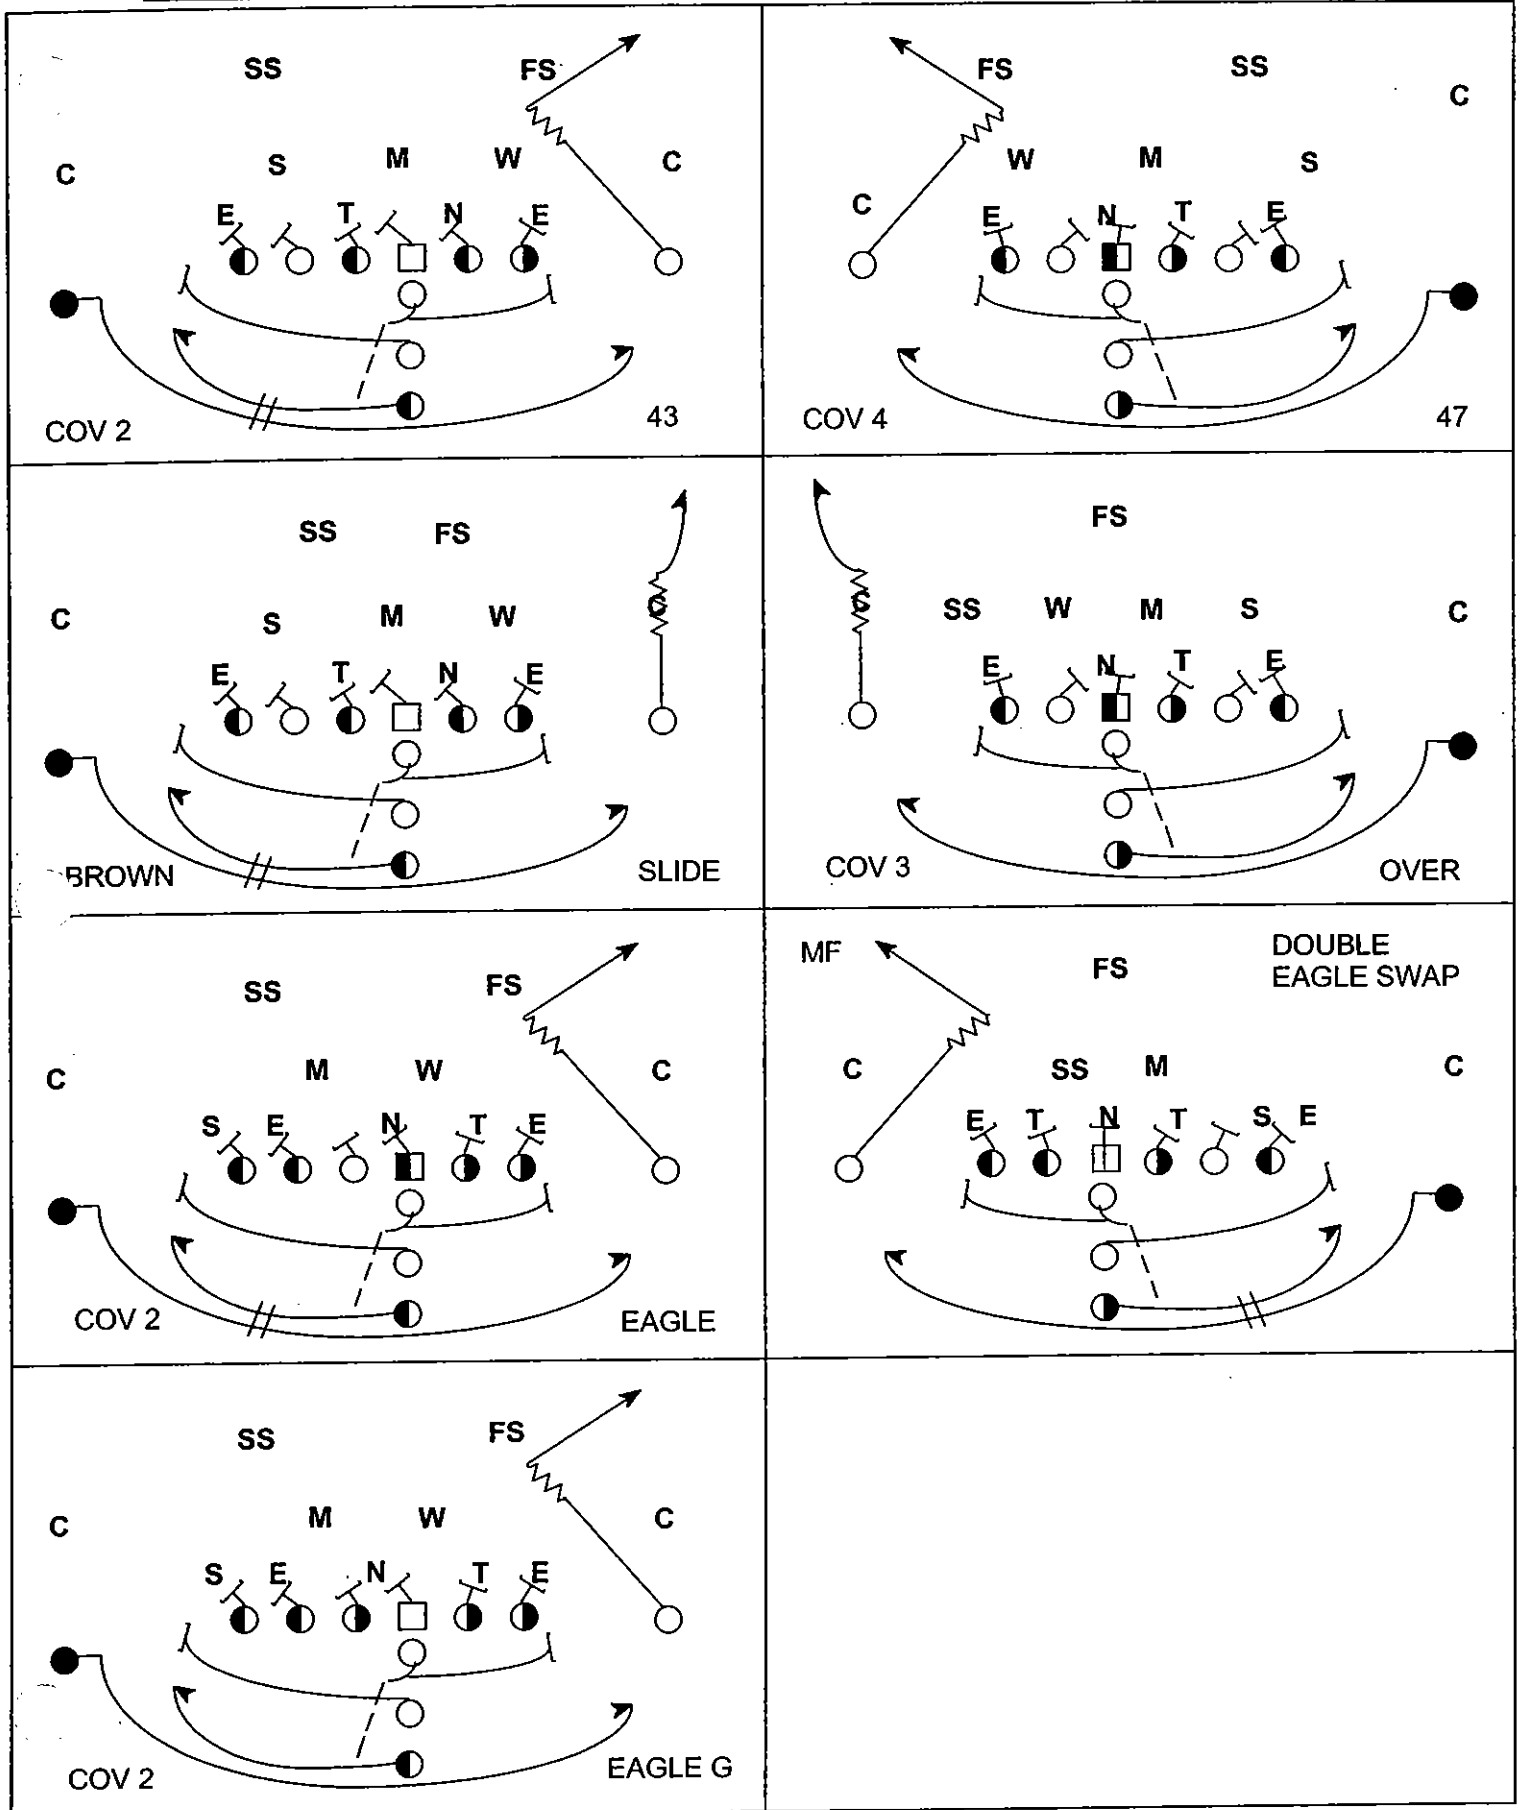 SS FS
C S M W C
E T N E
COV 2 43
FS SS
C
W M S
C
E N T E
COV 4 47
SS FS
C S M W C
E T N E
BROWN SLIDE
FS
C SS W M S C
E N T E
COV 3 OVER
SS FS
C M W C
S E N T E
COV 2 EAGLE
MF FS DOUBLE
EAGLE SWAP
C SS M C
E T N T S E
SS FS
C M W C
S E N T E
COV 2 EAGLE G